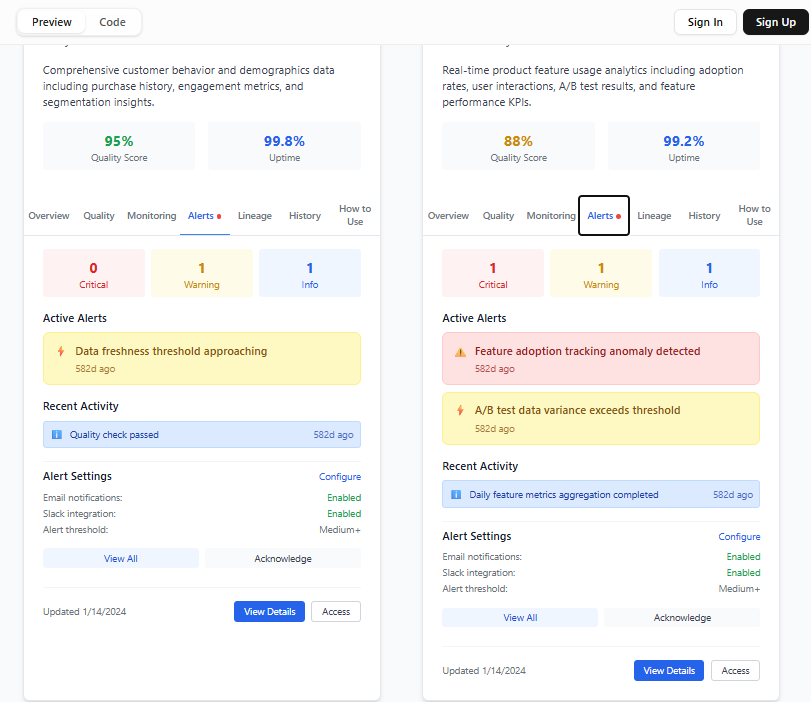 Preview Code Sign In Sign Up
Comprehensive customer behavior and demographics data
including purchase history, engagement metrics, and
segmentation insights.
95% 99.8%
Quality Score Uptime
Overview Quality Monitoring Alerts Lineage History How to Use
0 1 1
Critical Warning Info
Active Alerts
Data freshness threshold approaching
582d ago
Recent Activity
Quality check passed 582d ago
Alert Settings Configure
Email notifications: Enabled
Slack integration: Enabled
Alert threshold: Medium+
View All Acknowledge
Updated 1/14/2024 View Details Access
Real-time product feature usage analytics including adoption
rates, user interactions, A/B test results, and feature
performance KPIs.
88% 99.2%
Quality Score Uptime
Overview Quality Monitoring Alerts Lineage History How to Use
1 1 1
Critical Warning Info
Active Alerts
Feature adoption tracking anomaly detected
582d ago
A/B test data variance exceeds threshold
582d ago
Recent Activity
Daily feature metrics aggregation completed 582d ago
Alert Settings Configure
Email notifications: Enabled
Slack integration: Enabled
Alert threshold: Medium+
View All Acknowledge
Updated 1/14/2024 View Details Access